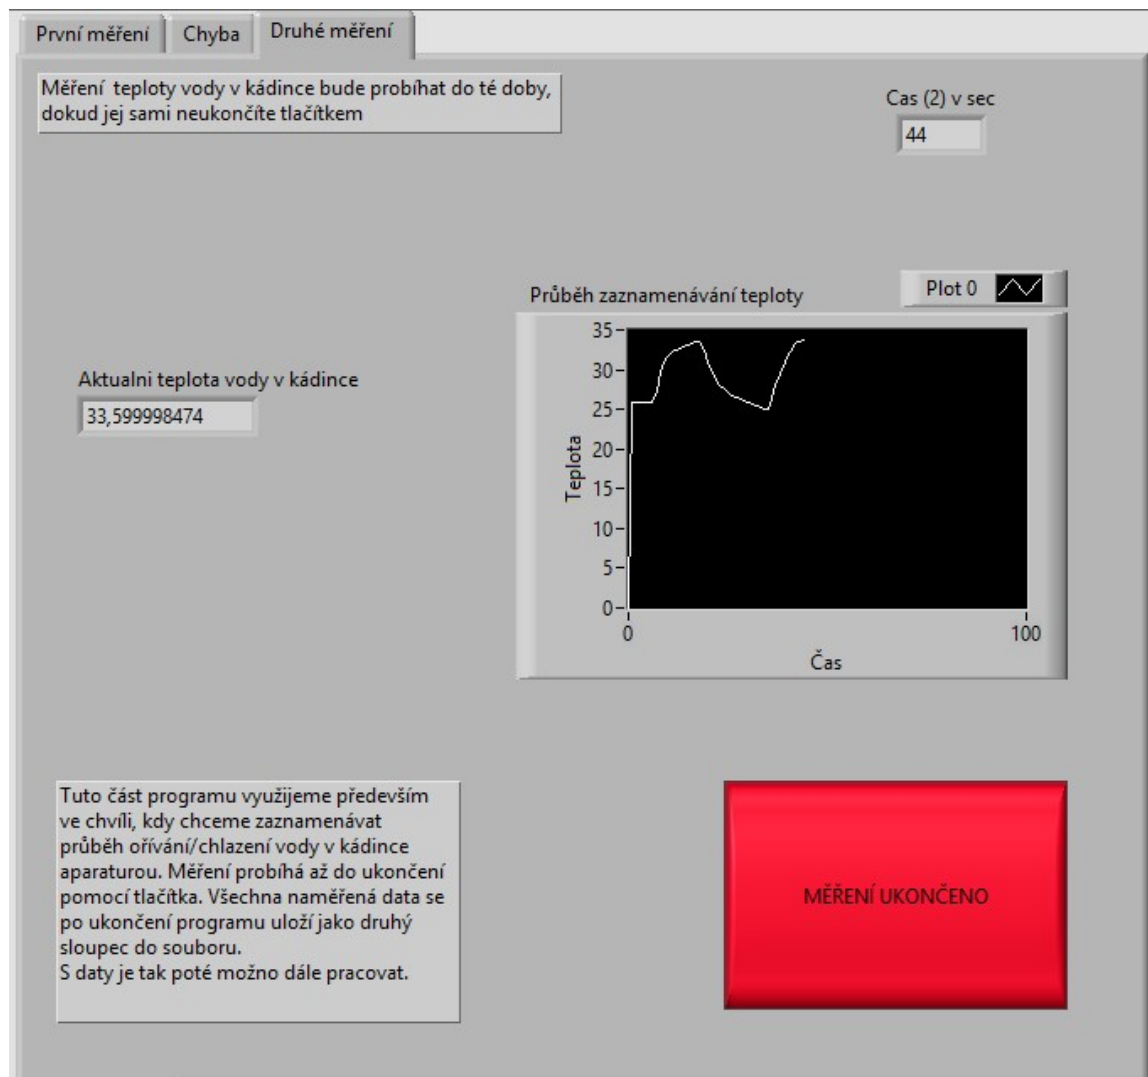 První měření
Chyba
Druhé měření
Měření  teploty vody v kádince bude probíhat do té doby,
dokud jej sami neukončíte tlačítkem
Cas (2) v sec
44
Průběh zaznamenávání teploty
Plot 0
Aktualni teplota vody v kádince
33,599998474
35
30
25
20
15
10
5
0
Teplota
0
100
Čas
Tuto část programu využijeme především
ve chvíli, kdy chceme zaznamenávat
průběh ořívání/chlazení vody v kádince
aparaturou. Měření probíhá až do ukončení
pomocí tlačítka. Všechna naměřená data se
po ukončení programu uloží jako druhý
sloupec do souboru.
S daty je tak poté možno dále pracovat.
MĚŘENÍ UKONČENO